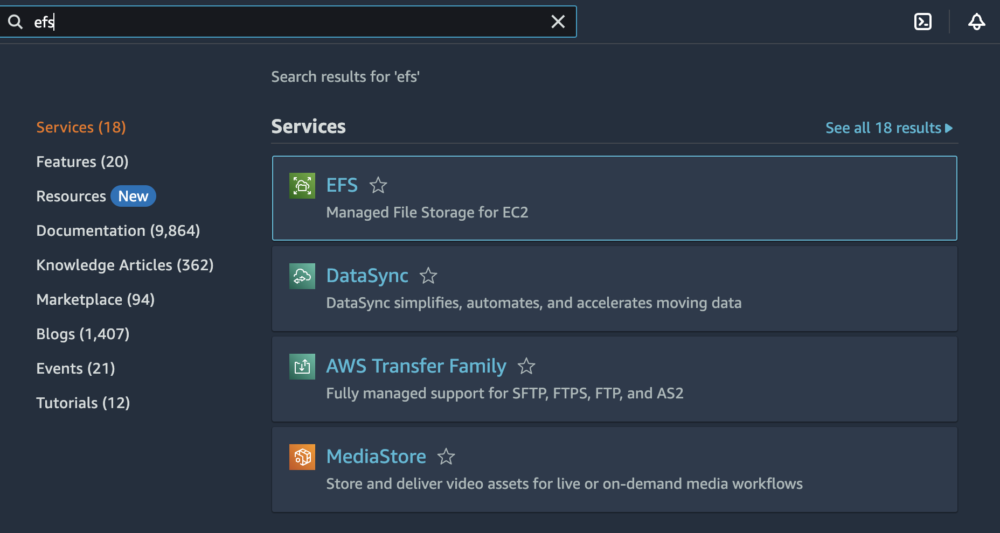 efs
Search results for 'efs'
Services (18)
Features (20)
Resources New
Documentation (9,864)
Knowledge Articles (362)
Marketplace (94)
Blogs (1,407)
Events (21)
Tutorials (12)
Services
See all 18 results
EFS
Managed File Storage for EC2
DataSync
DataSync simplifies, automates, and accelerates moving data
AWS Transfer Family
Fully managed support for SFTP, FTPS, FTP, and AS2
MediaStore
Store and deliver video assets for live or on-demand media workflows